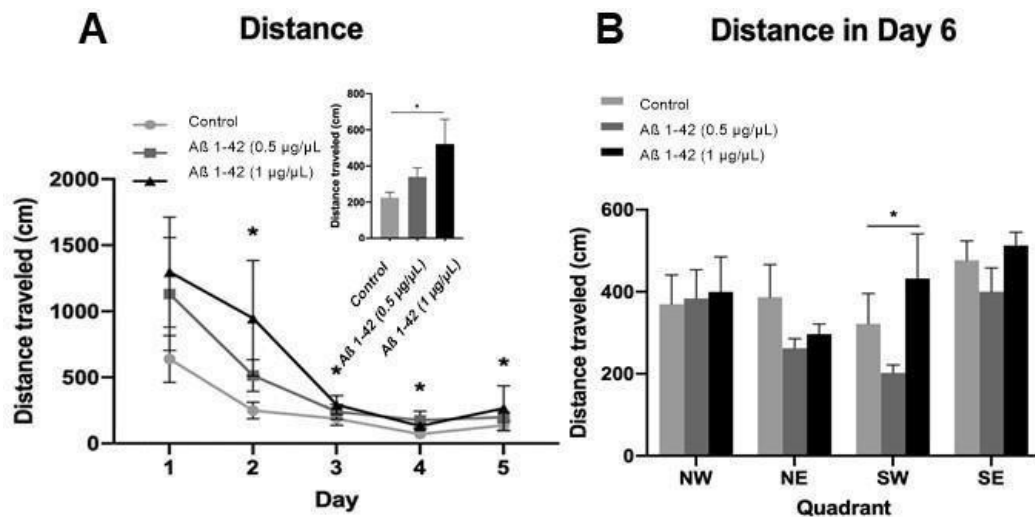 A
Distance
Control
Aß 1-42 (0.5 µg/µL
Aß 1-42 (1 µg/µL)
Distance traveled (cm)
2000
1500
1000
500
0
*
*
*
*
1
2
3
4
5
Day
Distance traveled (cm)
800
600
400
200
0
*
Control
Aß 1-42 (0.5 µg/µL)
Aß 1-42 (1 µg/µL)
B
Distance in Day 6
Control
Aß 1-42 (0.5 µg/µL)
Aß 1-42 (1 µg/µL)
Distance traveled (cm)
600
400
200
0
*
NW
NE
SW
SE
Quadrant